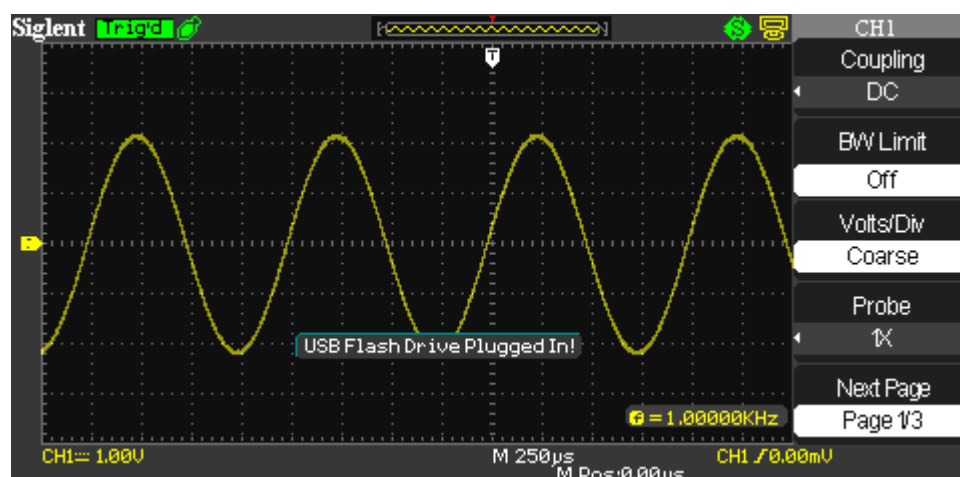 Siglent Trig'd CH1
T
Coupling
DC
BW Limit
Off
Volts/Div
Coarse
USB Flash Drive Plugged In!
Probe
1X
Next Page
f=1.00000KHz
Page 1/3
CH1 1.00V M 250µs CH1 0.00mV
M Pos:0.00µs